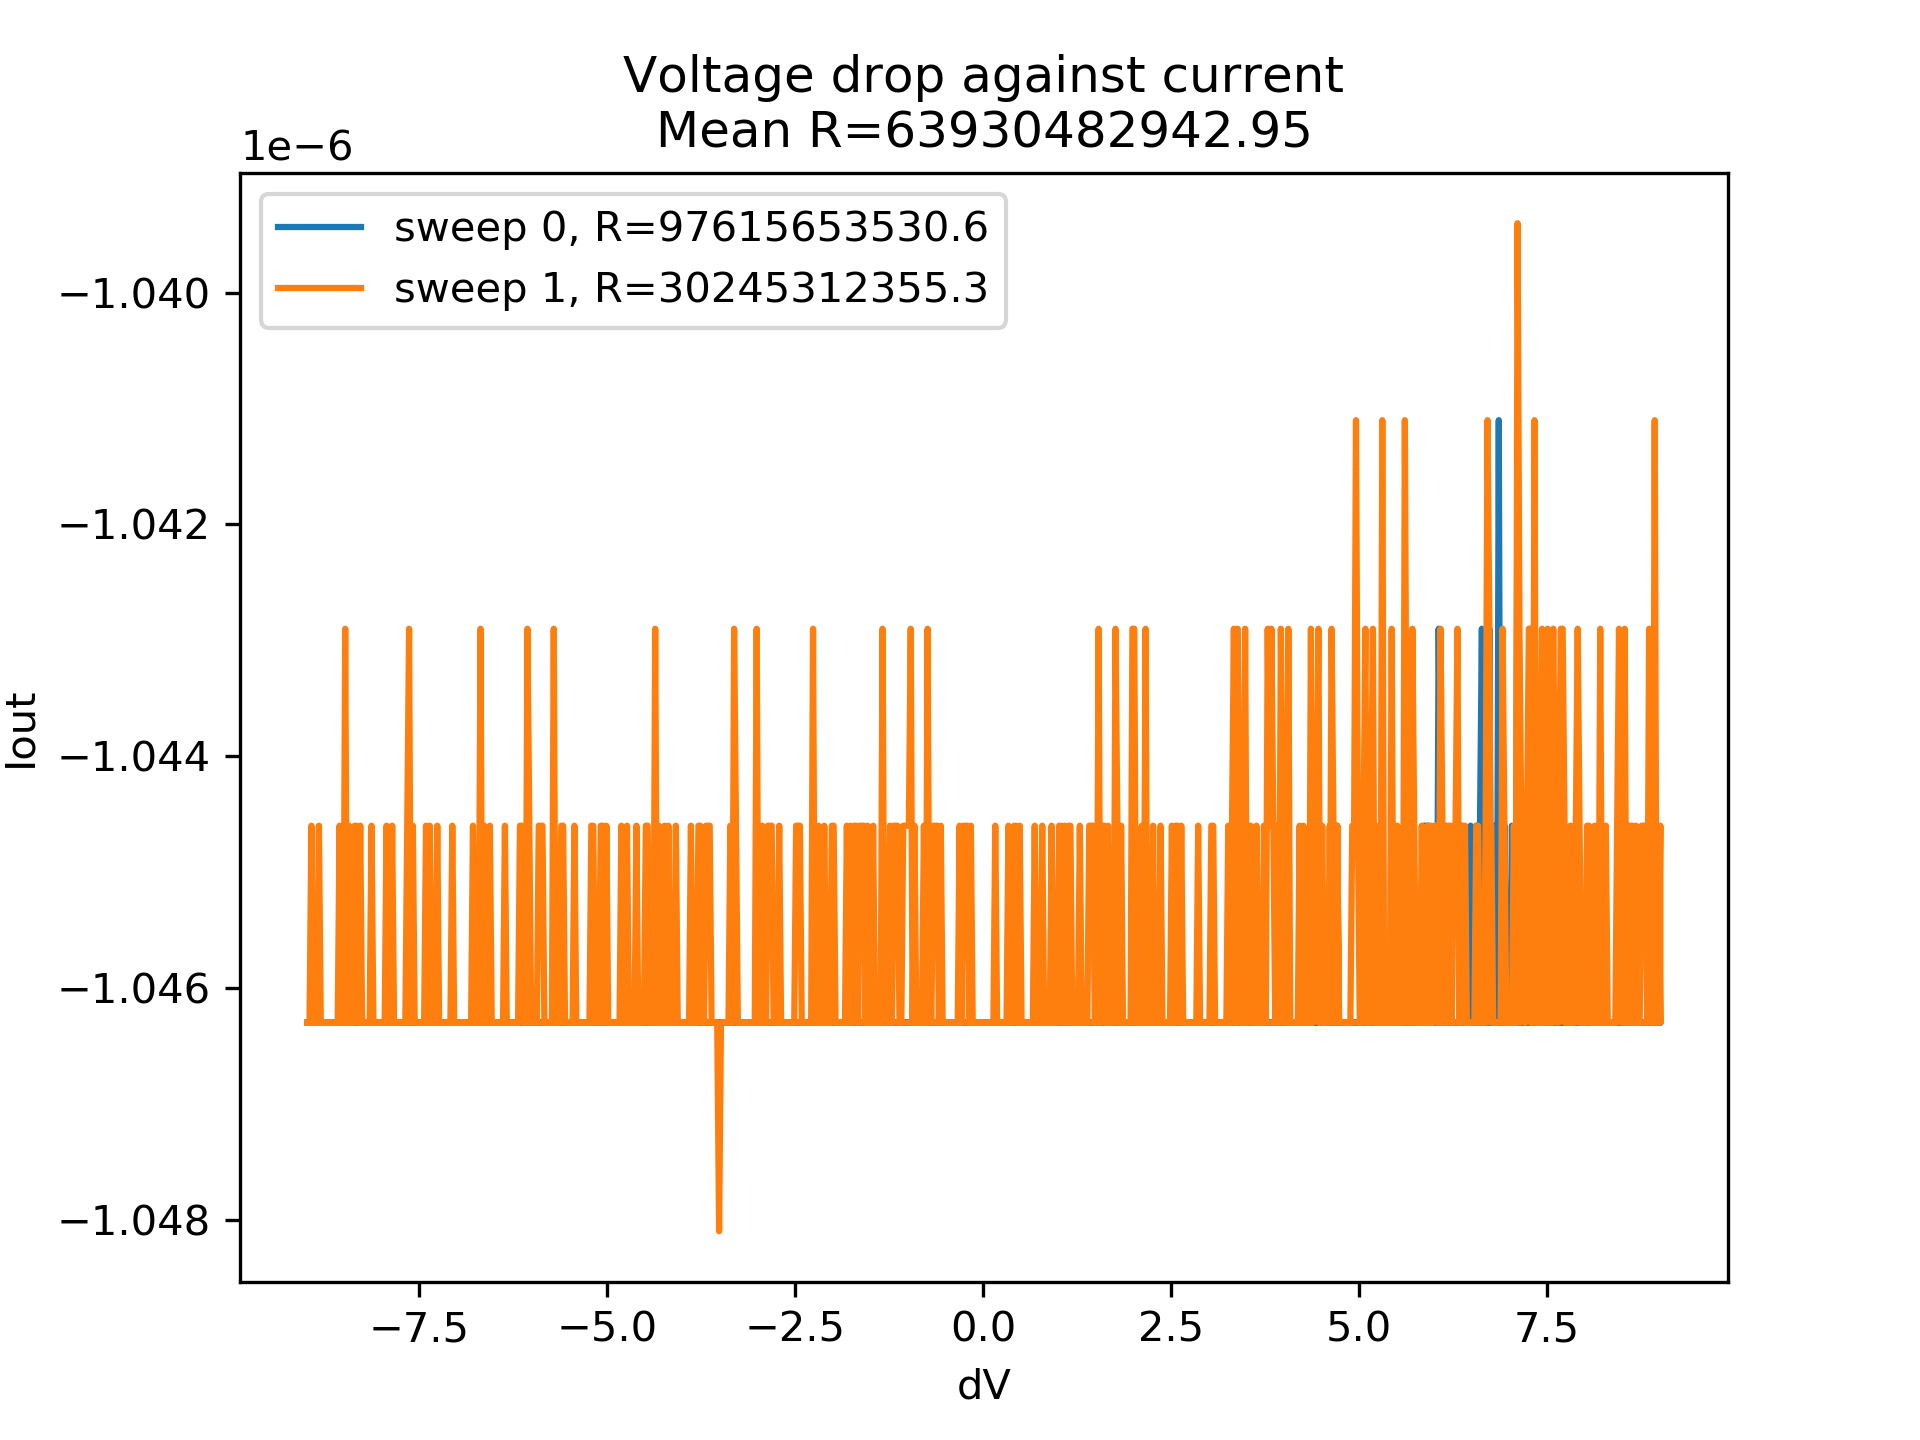 Voltage drop against current
Mean R=63930482942.95
1e−6
sweep 0, R=97615653530.6
sweep 1, R=30245312355.3
−1.040
−1.042
−1.044
−1.046
−1.048
Iout
−7.5
−5.0
−2.5
0.0
2.5
5.0
7.5
dV